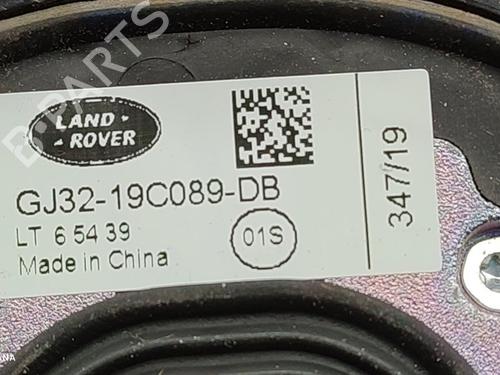 B-PARTS
LAND
ROVER
GJ32-19C089-DB
LT 6 54 39
01S
Made in China
347/19